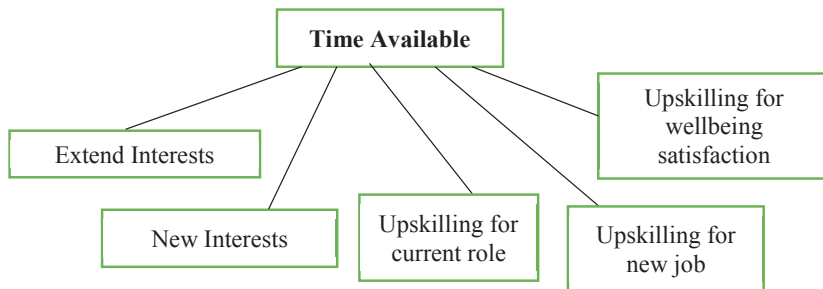 Time Available
Extend Interests
New Interests
Upskilling for
current role
Upskilling for
new job
Upskilling for
wellbeing
satisfaction